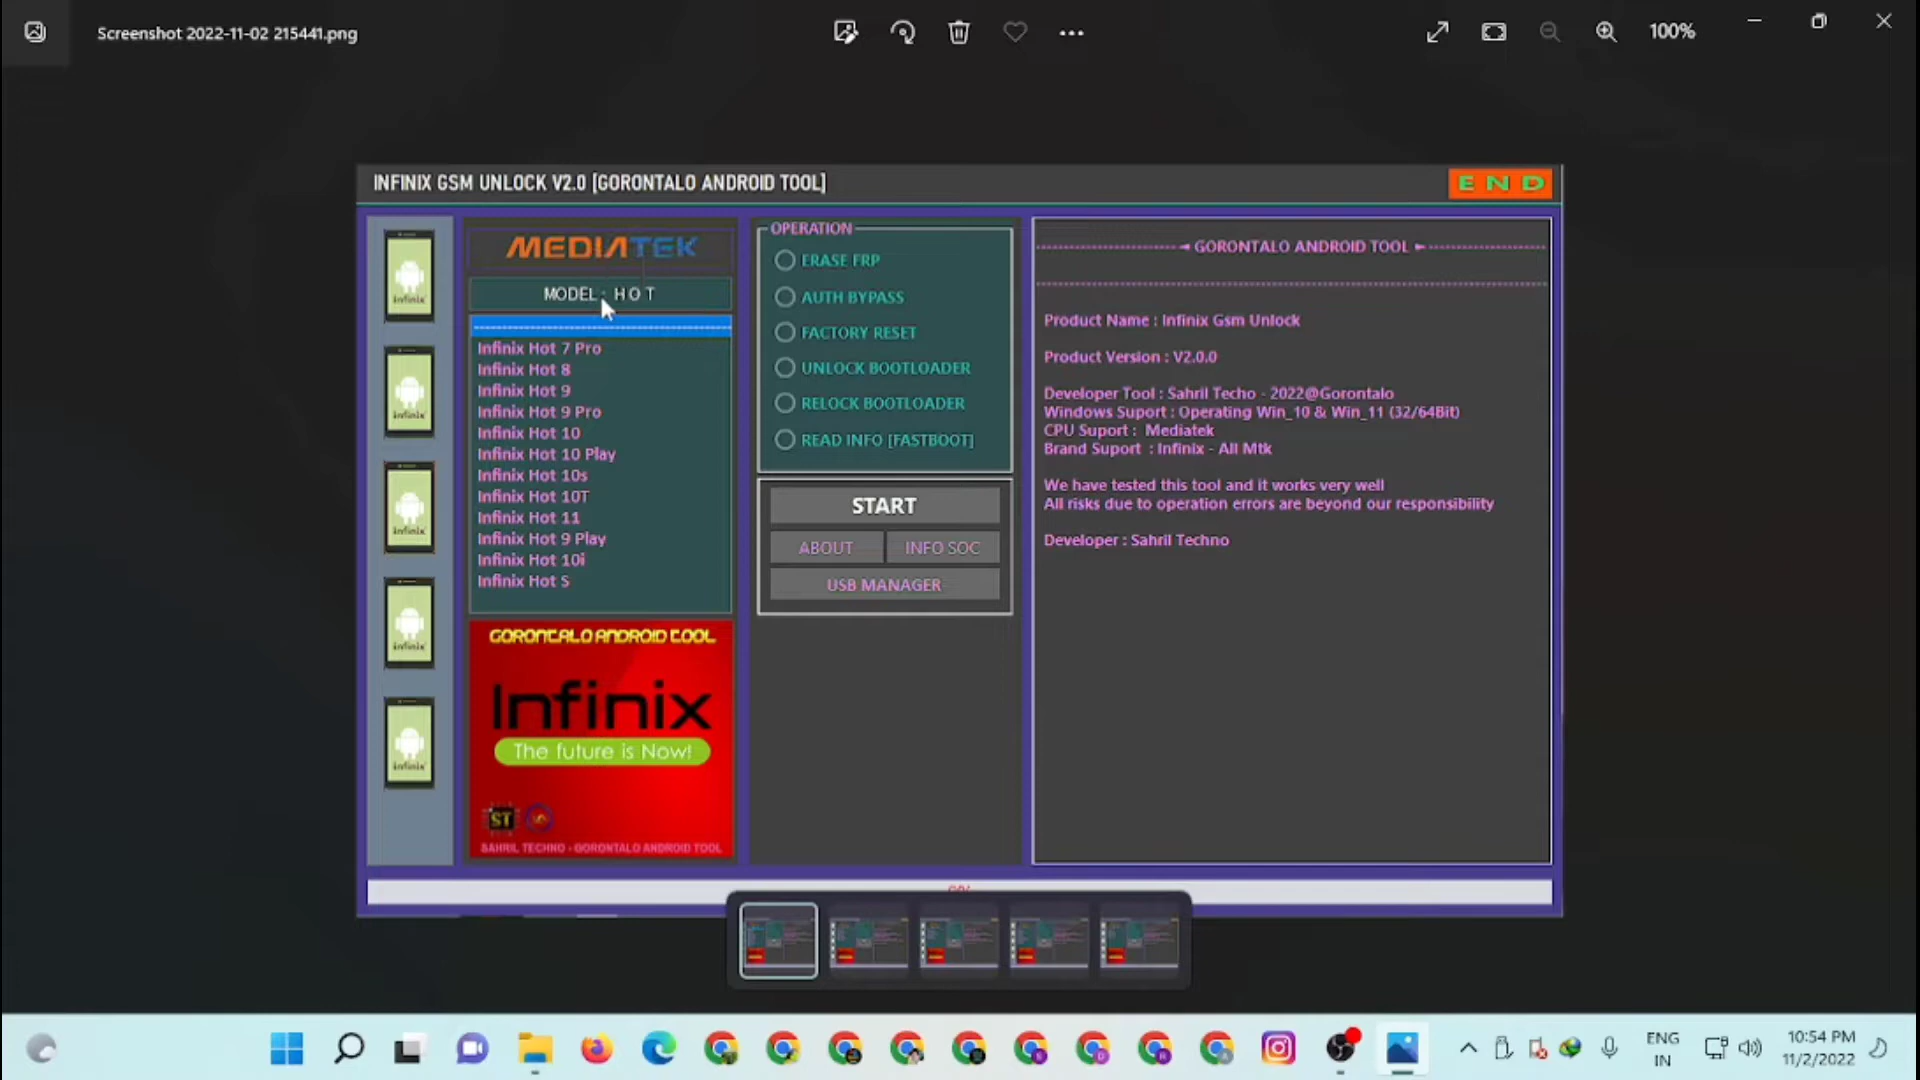 Screenshot 2022-11-02 215441.png
100%
INFINIX GSM UNLOCK V2.0 [GORONTALO ANDROID TOOL]
E N D
MEDIATEK
MODEL : H O T
Infinix Hot 7 Pro
Infinix Hot 8
Infinix Hot 9
Infinix Hot 9 Pro
Infinix Hot 10
Infinix Hot 10 Play
Infinix Hot 10s
Infinix Hot 10T
Infinix Hot 11
Infinix Hot 9 Play
Infinix Hot 10i
Infinix Hot S
GORONTALO ANDROID TOOL
Infinix
The future is Now!
ST
SAHRIL TECHNO - GORONTALO ANDROID TOOL
infinix
infinix
infinix
infinix
infinix
OPERATION
ERASE FRP
AUTH BYPASS
FACTORY RESET
UNLOCK BOOTLOADER
RELOCK BOOTLOADER
READ INFO [FASTBOOT]
START
ABOUT
INFO SOC
USB MANAGER
GORONTALO ANDROID TOOL
Product Name : Infinix Gsm Unlock
Product Version : V2.0.0
Developer Tool : Sahril Techo - 2022@Gorontalo
Windows Suport : Operating Win_10 & Win_11 (32/64Bit)
CPU Suport : Mediatek
Brand Suport : Infinix - All Mtk
We have tested this tool and it works very well
All risks due to operation errors are beyond our responsibility
Developer : Sahril Techno
ENG
IN
10:54 PM
11/2/2022